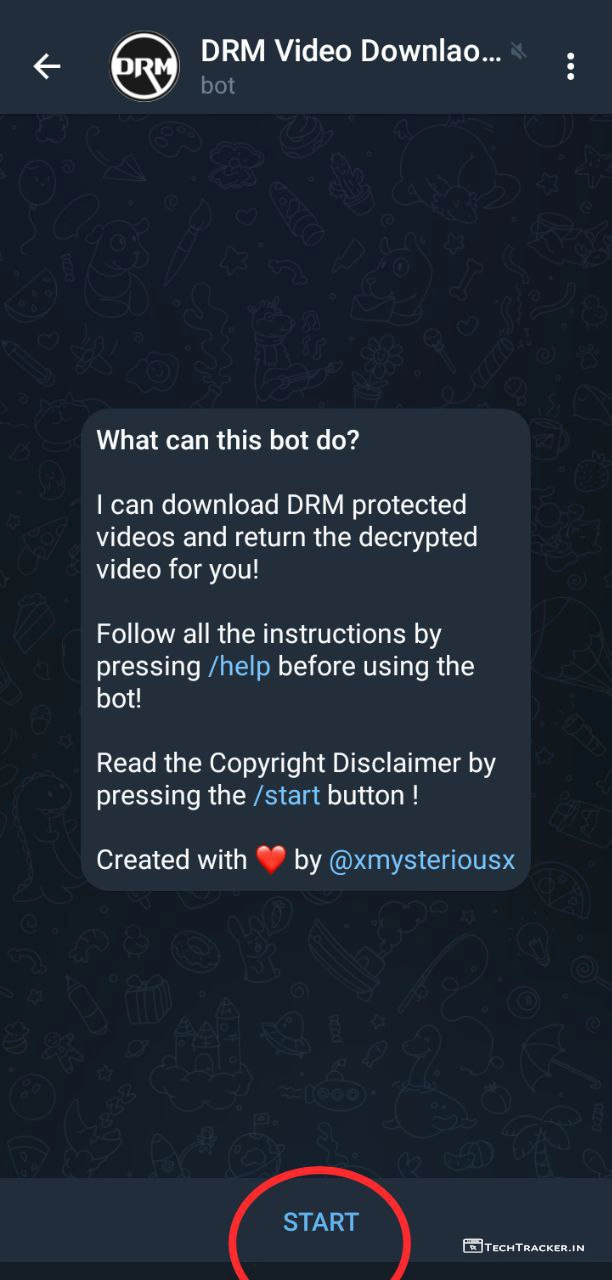 DRM
DRM Video Downlao...
bot
What can this bot do?
I can download DRM protected
videos and return the decrypted
video for you!
Follow all the instructions by
pressing /help before using the
bot!
Read the Copyright Disclaimer by
pressing the /start button !
Created with ❤️ by @xmysteriousx
START
TECHTRACKER.IN